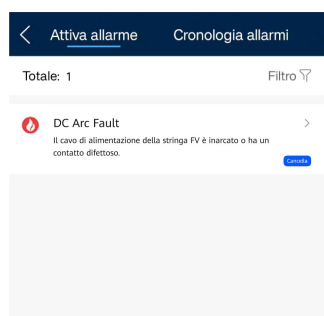 Attiva allarme Cronologia allarmi
Totale: 1 Filtro
DC Arc Fault
Il cavo di alimentazione della stringa FV è inarcato o ha un
contatto difettoso.
Cancella